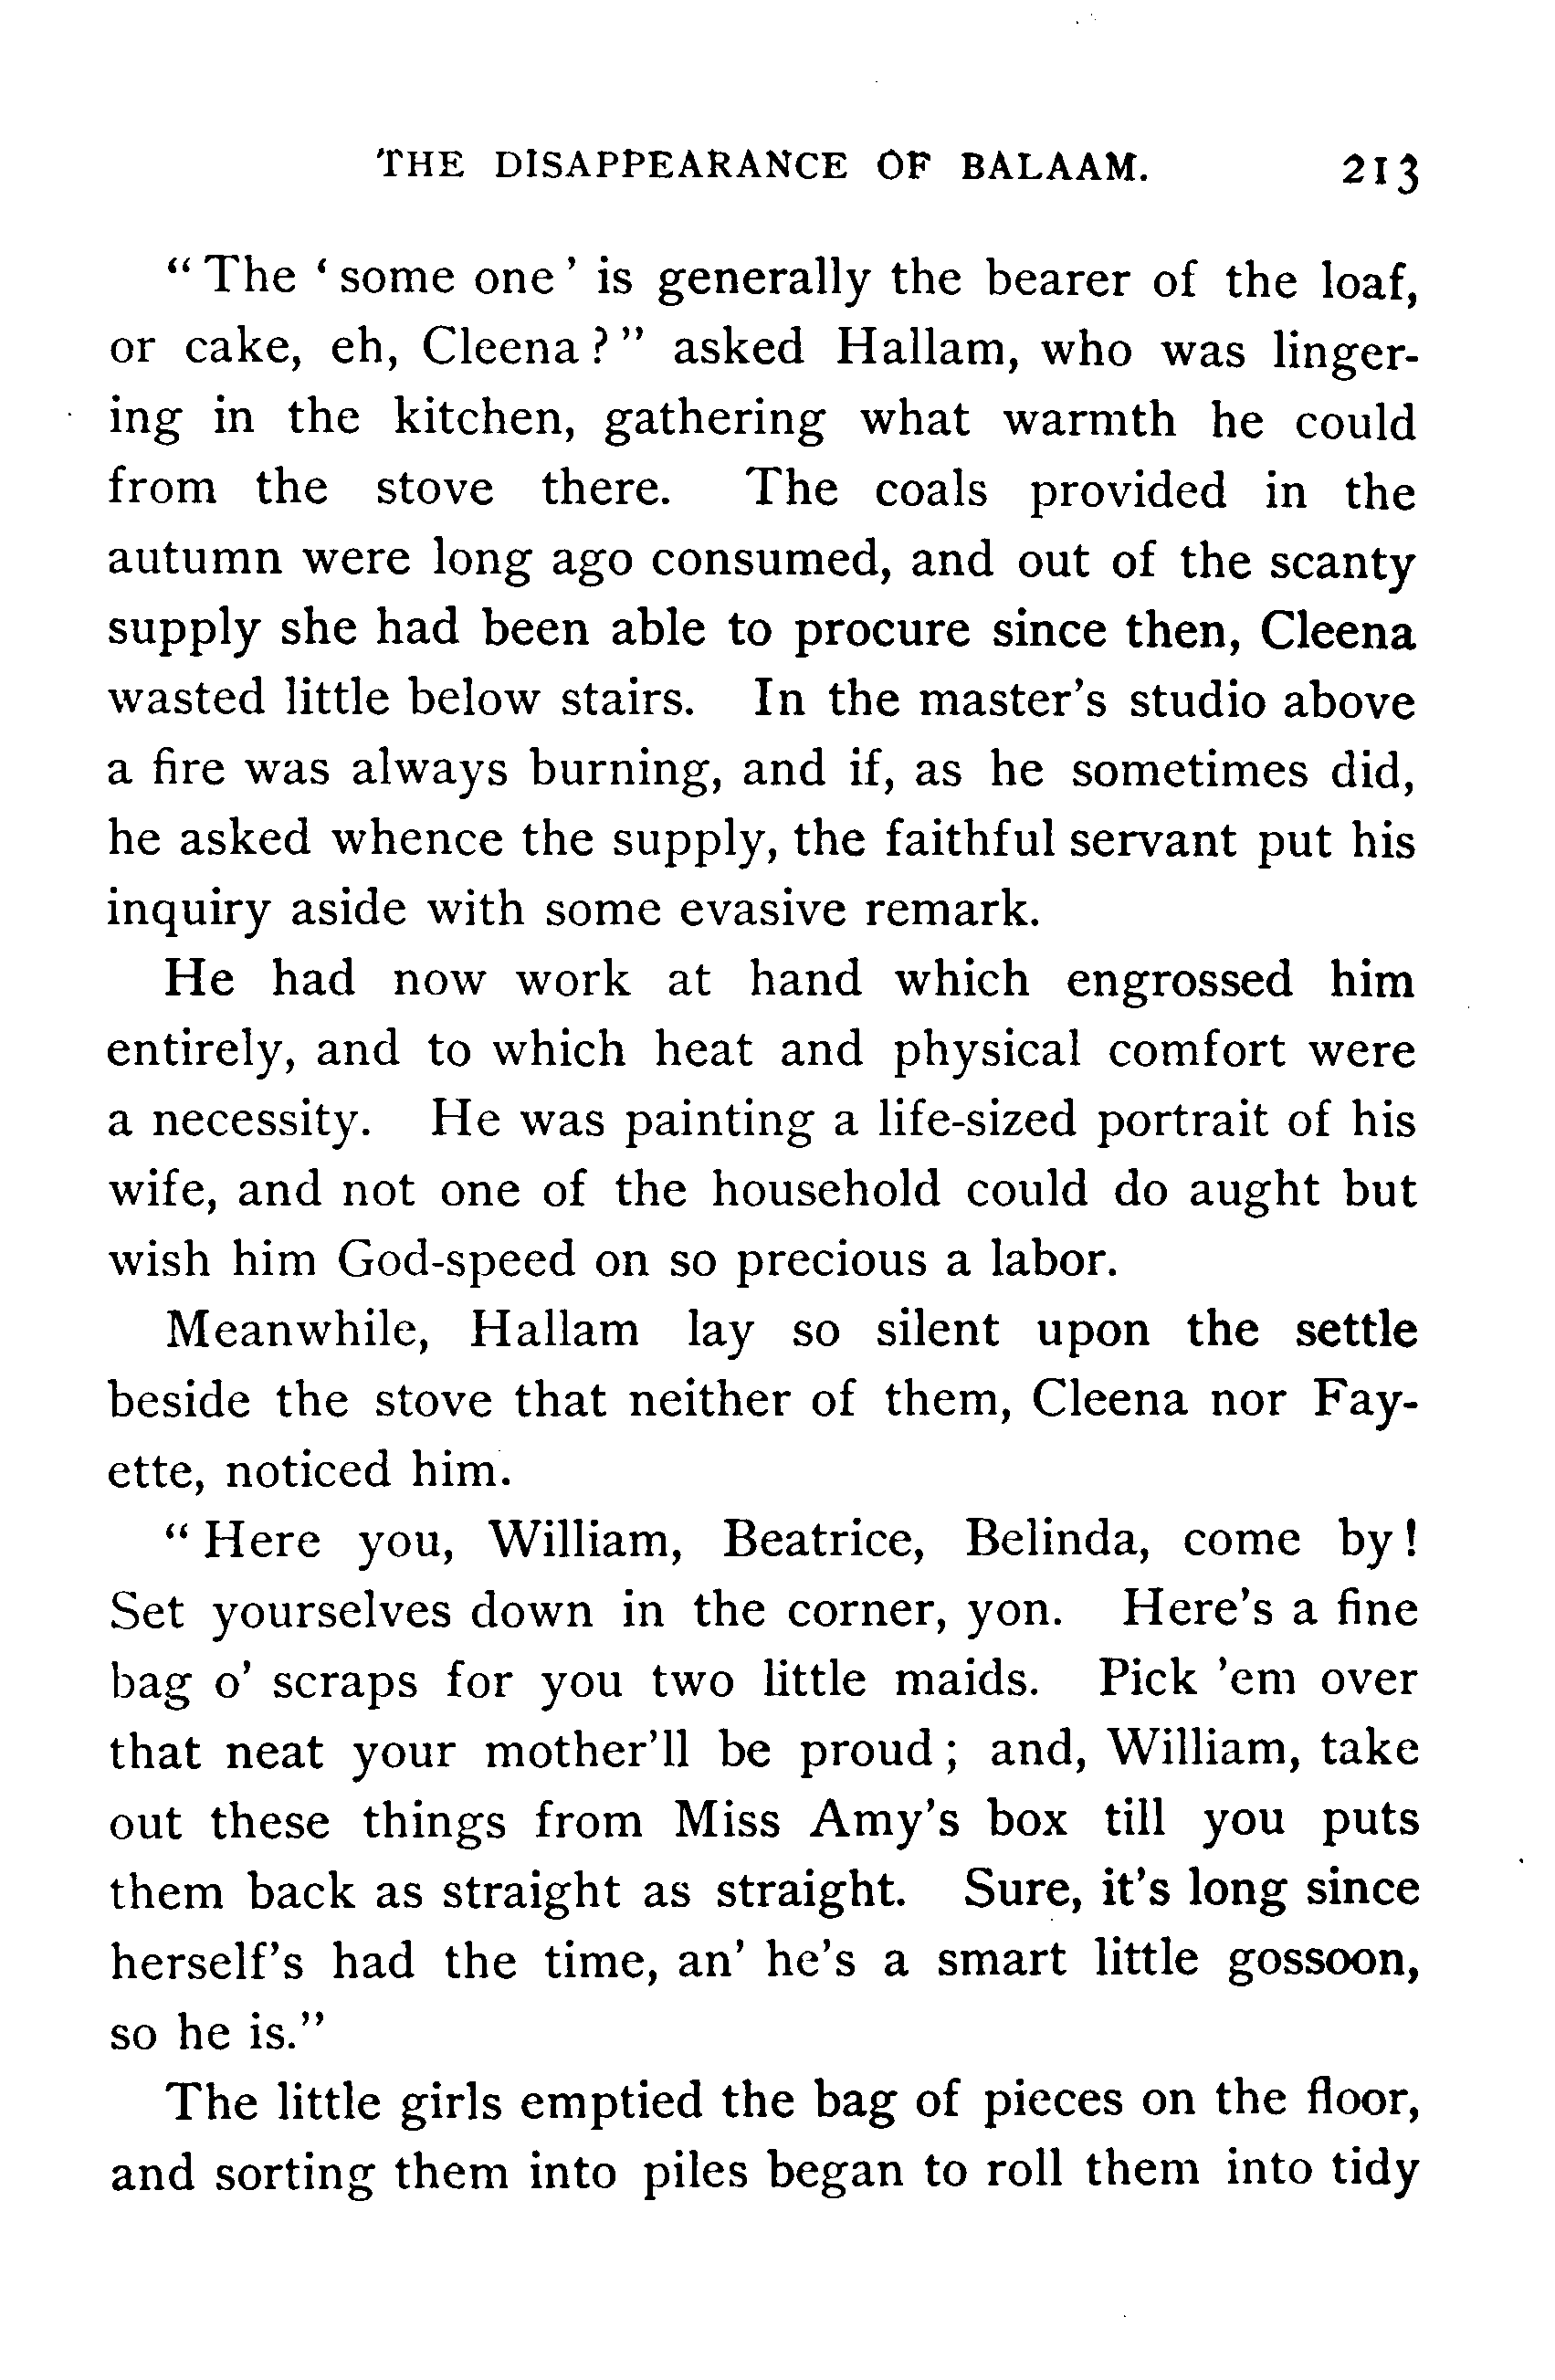 THE DISAPPEARANCE OF BALAAM. 213
“ The ‘ some one ’ is generally the bearer of the loaf,
or cake, eh, Cleena ? ” asked Hallam, who was linger-
ing in the kitchen, gathering what warmth he could
from the stove there. The coals provided in the
autumn were long ago consumed, and out of the scanty
supply she had been able to procure since then, Cleena
wasted little below stairs. In the master’s studio above
a fire was always burning, and if, as he sometimes did,
he asked whence the supply, the faithful servant put his
inquiry aside with some evasive remark.
He had now work at hand which engrossed him
entirely, and to which heat and physical comfort were
a necessity. He was painting a life-sized portrait of his
wife, and not one of the household could do aught but
wish him God-speed on so precious a labor.
Meanwhile, Hallam lay so silent upon the settle
beside the stove that neither of them, Cleena nor Fay-
ette, noticed him.
“ Here you, William, Beatrice, Belinda, come by !
Set yourselves down in the corner, yon. Here’s a fine
bag o’ scraps for you two little maids. Pick ’em over
that neat your mother’ll be proud ; and, William, take
out these things from Miss Amy’s box till you puts
them back as straight as straight. Sure, it’s long since
herself’s had the time, an’ he’s a smart little gossoon,
so he is.”
The little girls emptied the bag of pieces on the floor,
and sorting them into piles began to roll them into tidy